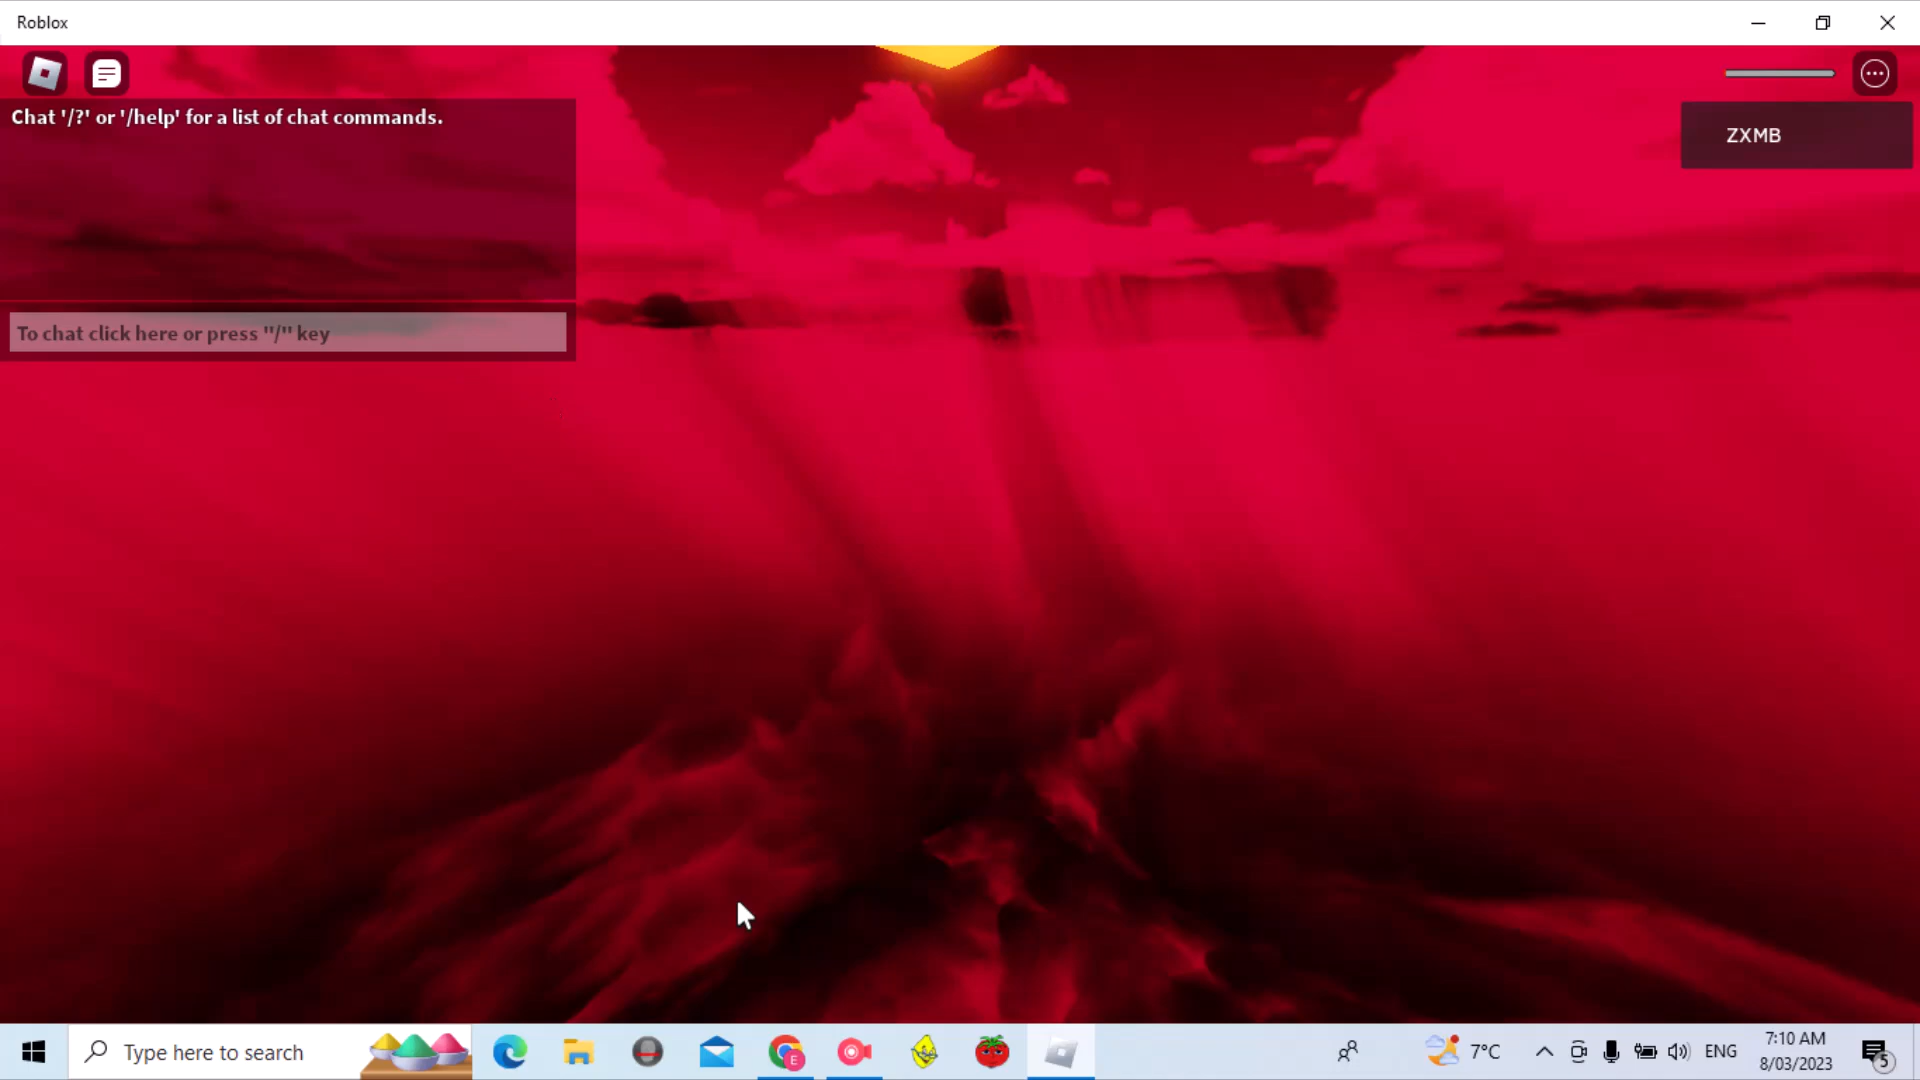 Roblox
Chat '/?' or '/help' for a list of chat commands.
ZXMB
To chat click here or press "/" key
Type here to search
E
7°C
ENG
7:10 AM
8/03/2023
5